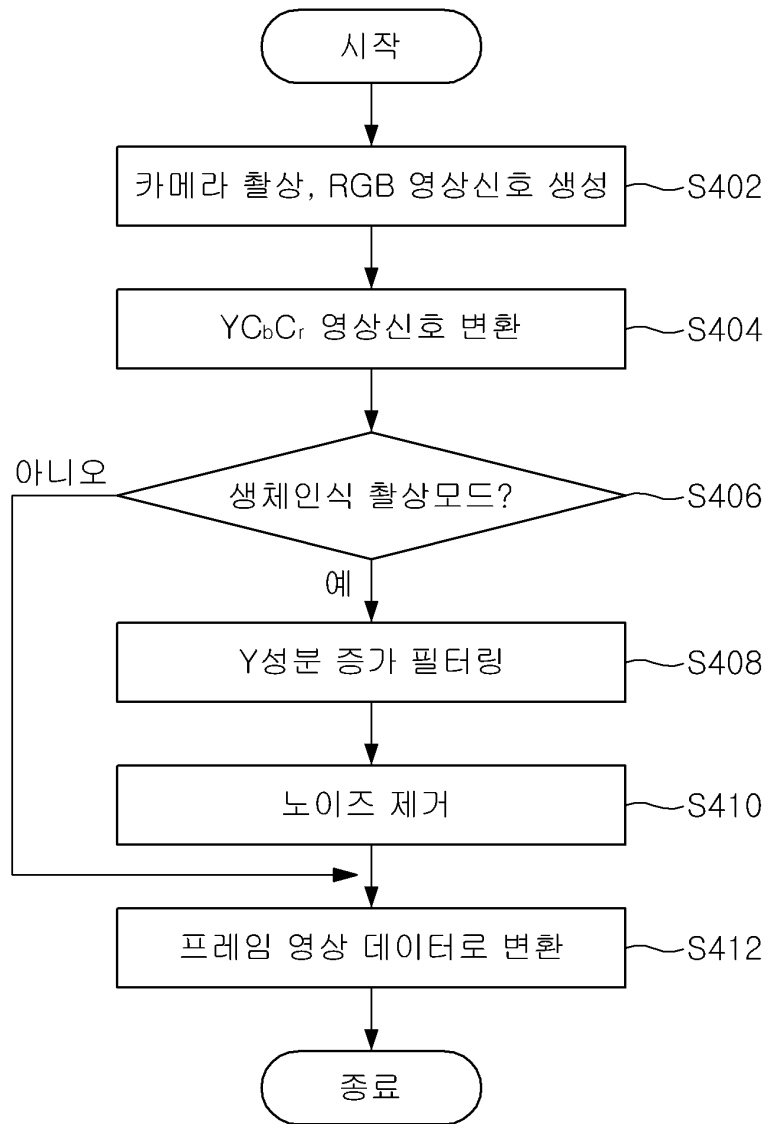 시작
카메라 촬상, RGB 영상신호 생성
S402
YCbCr 영상신호 변환
S404
생체인식 촬상모드?
S406
아니오
예
Y성분 증가 필터링
S408
노이즈 제거
S410
프레임 영상 데이터로 변환
S412
종료